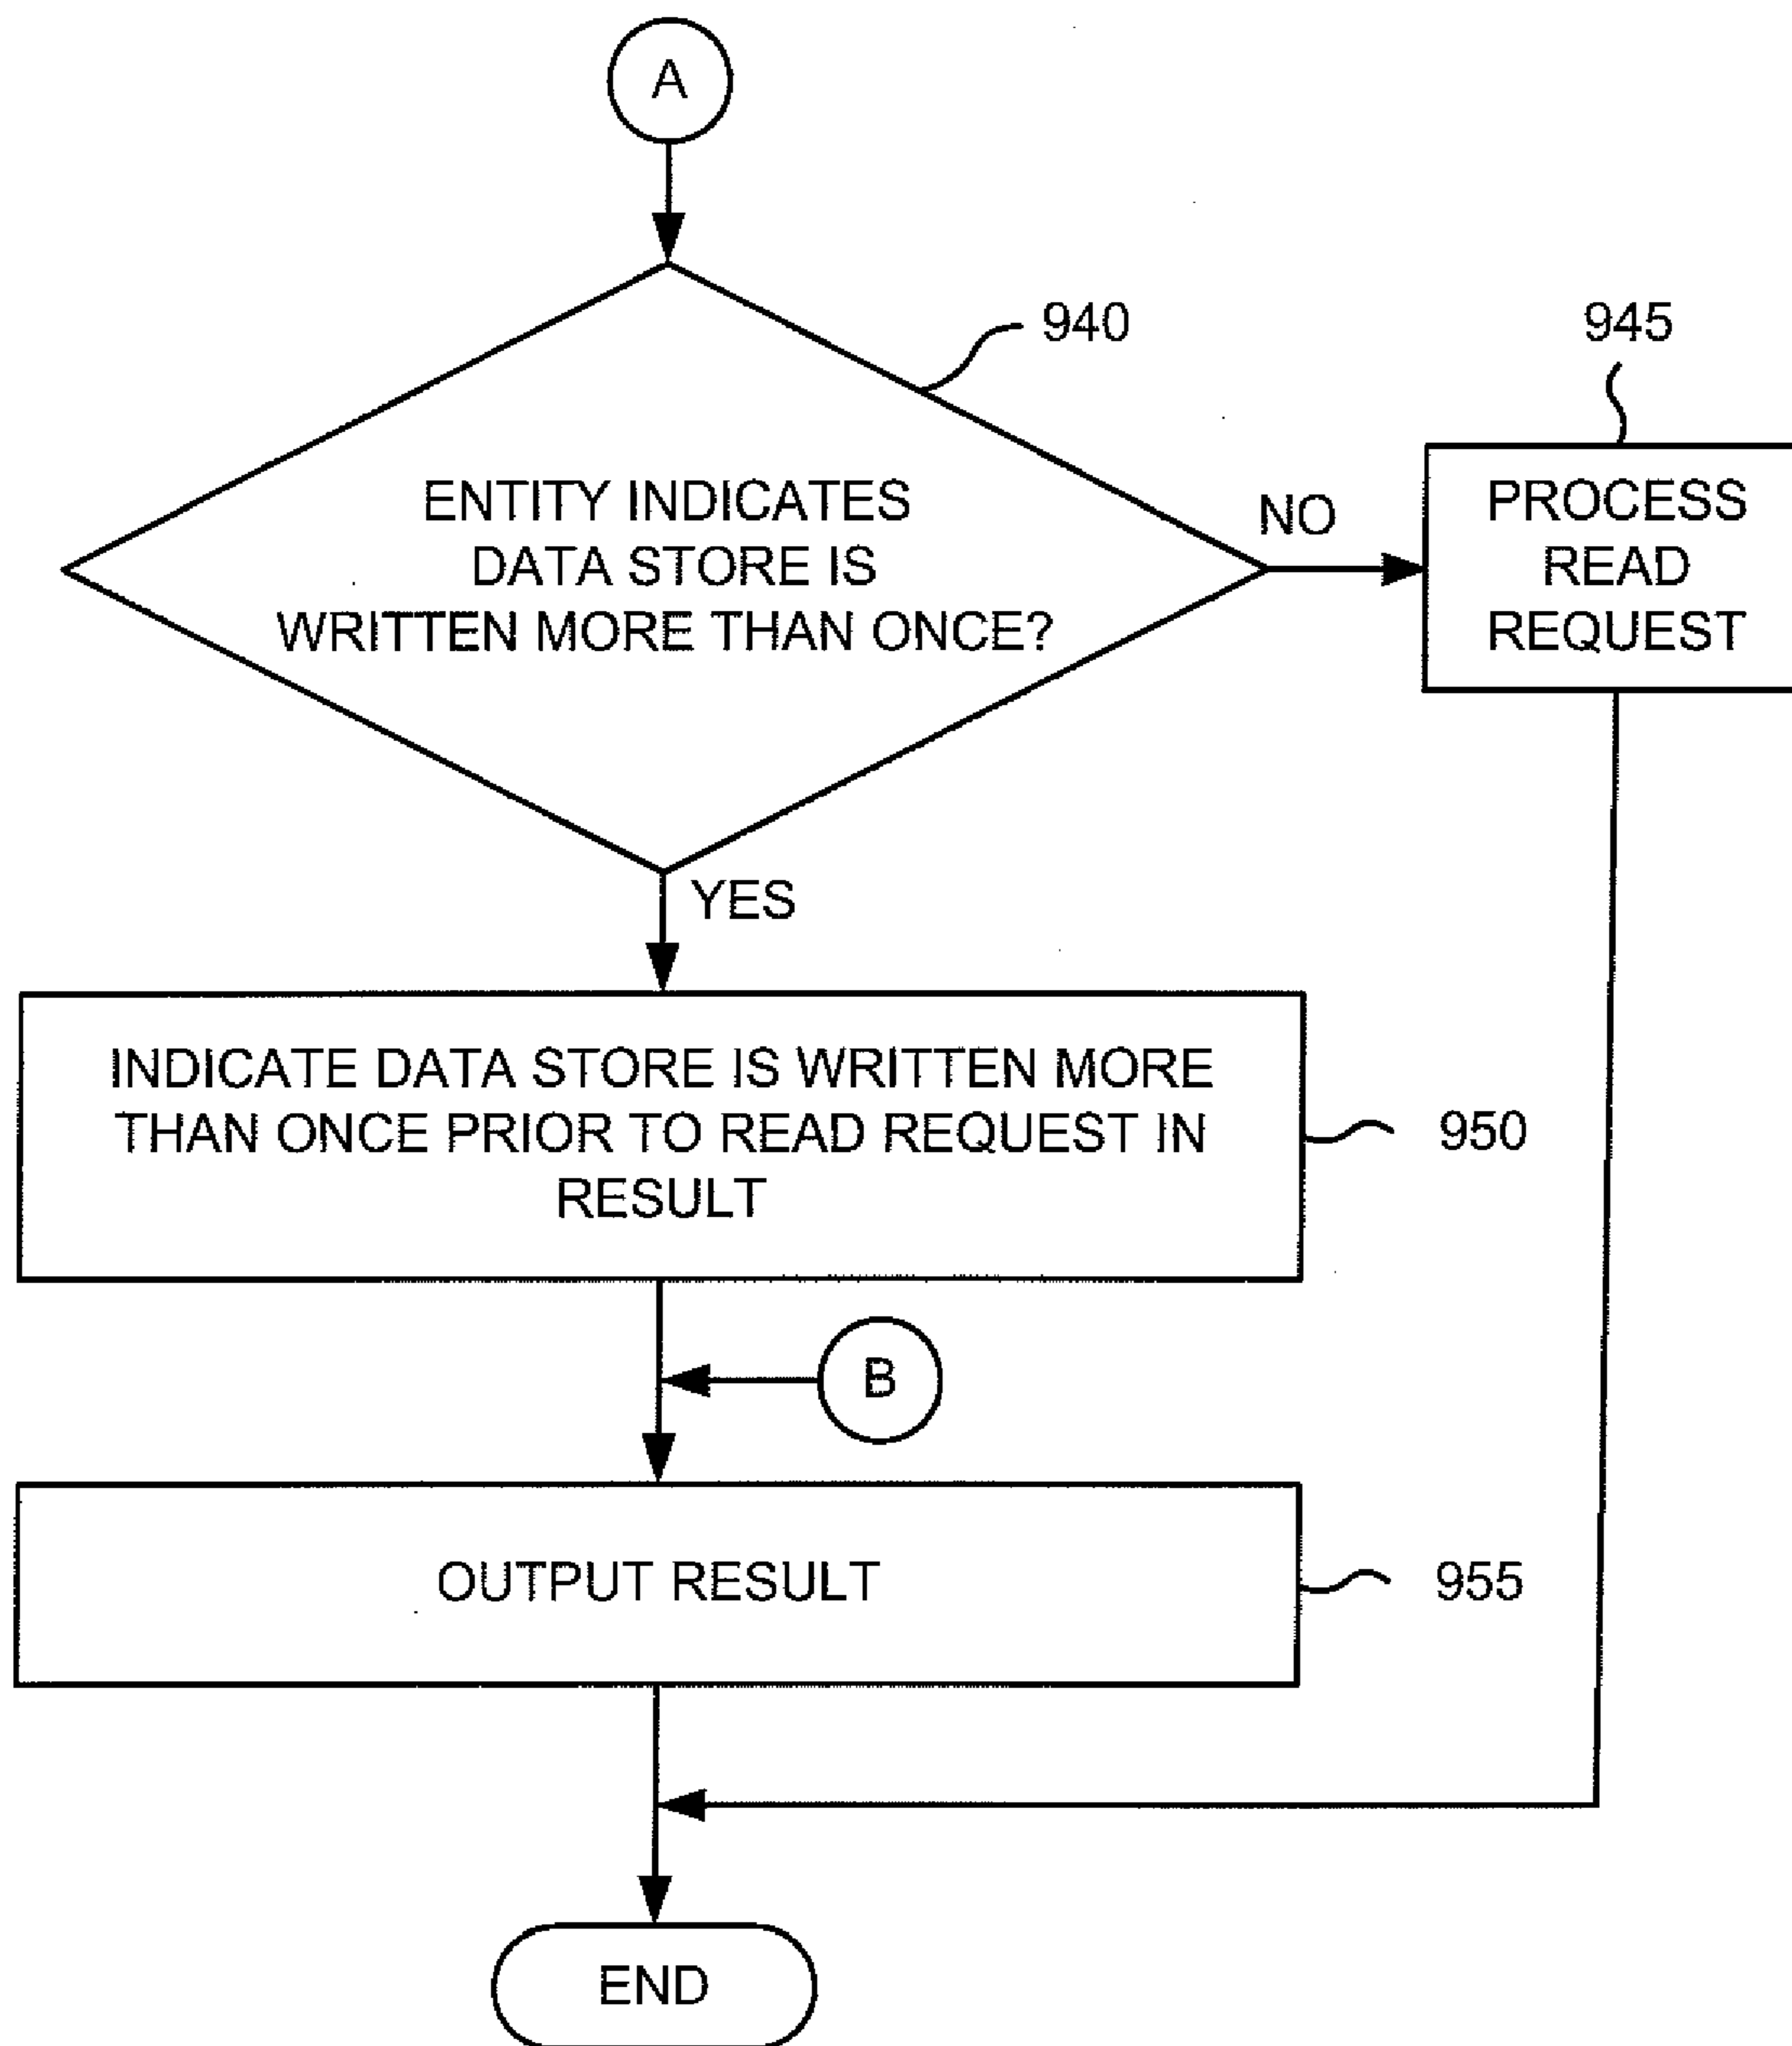 A
940
945
ENTITY INDICATES
DATA STORE IS
WRITTEN MORE THAN ONCE?
NO
PROCESS
READ
REQUEST
YES
INDICATE DATA STORE IS WRITTEN MORE
THAN ONCE PRIOR TO READ REQUEST IN
RESULT
950
B
OUTPUT RESULT
955
END